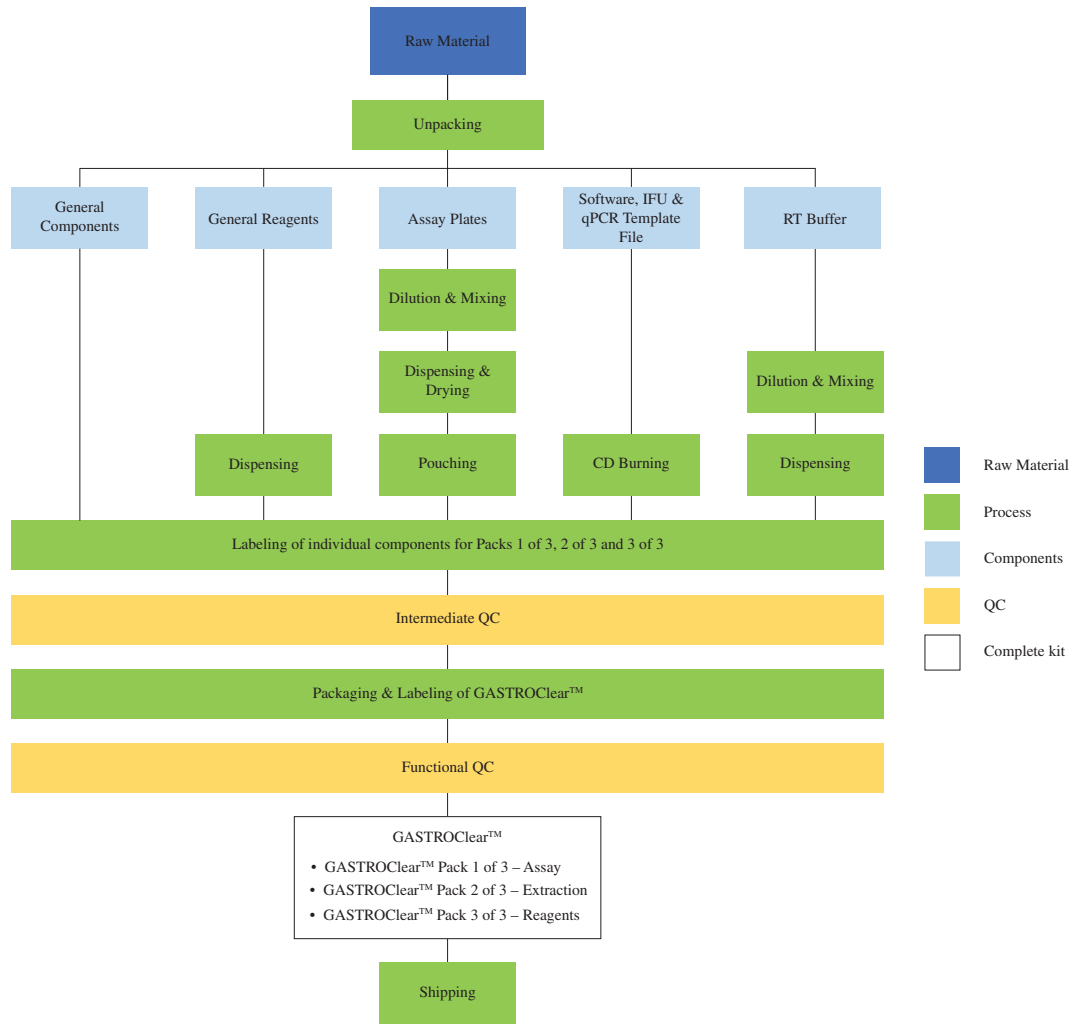 Raw Material
Unpacking
General
Components
General Reagents
Assay Plates
Software, IFU &
qPCR Template
File
RT Buffer
Dilution & Mixing
Dispensing &
Drying
Dilution & Mixing
Dispensing
Pouching
CD Burning
Dispensing
Labeling of individual components for Packs 1 of 3, 2 of 3 and 3 of 3
Intermediate QC
Packaging & Labeling of GASTROClear™
Functional QC
GASTROClear™
• GASTROClear™ Pack 1 of 3 – Assay
• GASTROClear™ Pack 2 of 3 – Extraction
• GASTROClear™ Pack 3 of 3 – Reagents
Shipping
Raw Material
Process
Components
QC
Complete kit